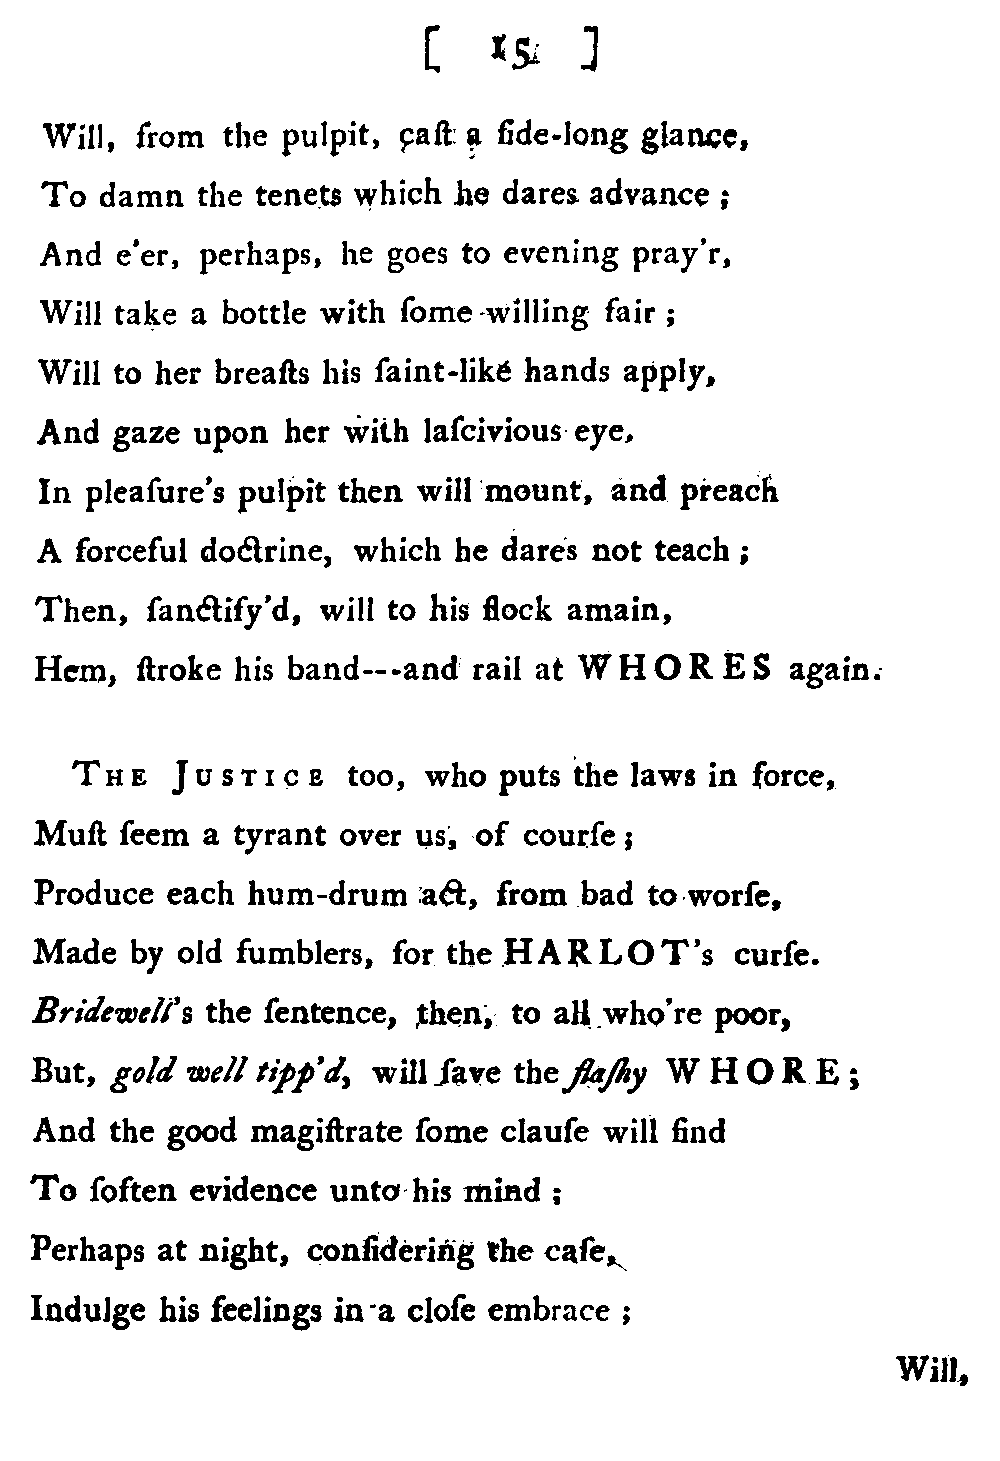 [ 15 ]
Will, from the pulpit, caſt a ſide-long glance,
To damn the tenets which he dares advance ;
And e'er, perhaps, he goes to evening pray'r,
Will take a bottle with ſome willing fair ;
Will to her breaſts his ſaint-like hands apply,
And gaze upon her with laſcivious eye,
In pleaſure's pulpit then will mount, and preach
A forceful doctrine, which he dares not teach ;
Then, ſanctify'd, will to his flock amain,
Hem, ſtroke his band---and rail at WHORES again.
THE JUSTICE too, who puts the laws in force,
Muſt ſeem a tyrant over us, of courſe ;
Produce each hum-drum act, from bad to worſe,
Made by old fumblers, for the HARLOT's curſe.
Bridewell's the ſentence, then, to all who're poor,
But, gold well tipp'd, will ſave the flaſhy WHORE ;
And the good magiſtrate ſome clauſe will find
To ſoften evidence unto his mind ;
Perhaps at night, conſidering the caſe,
Indulge his feelings in a cloſe embrace ;
Will,